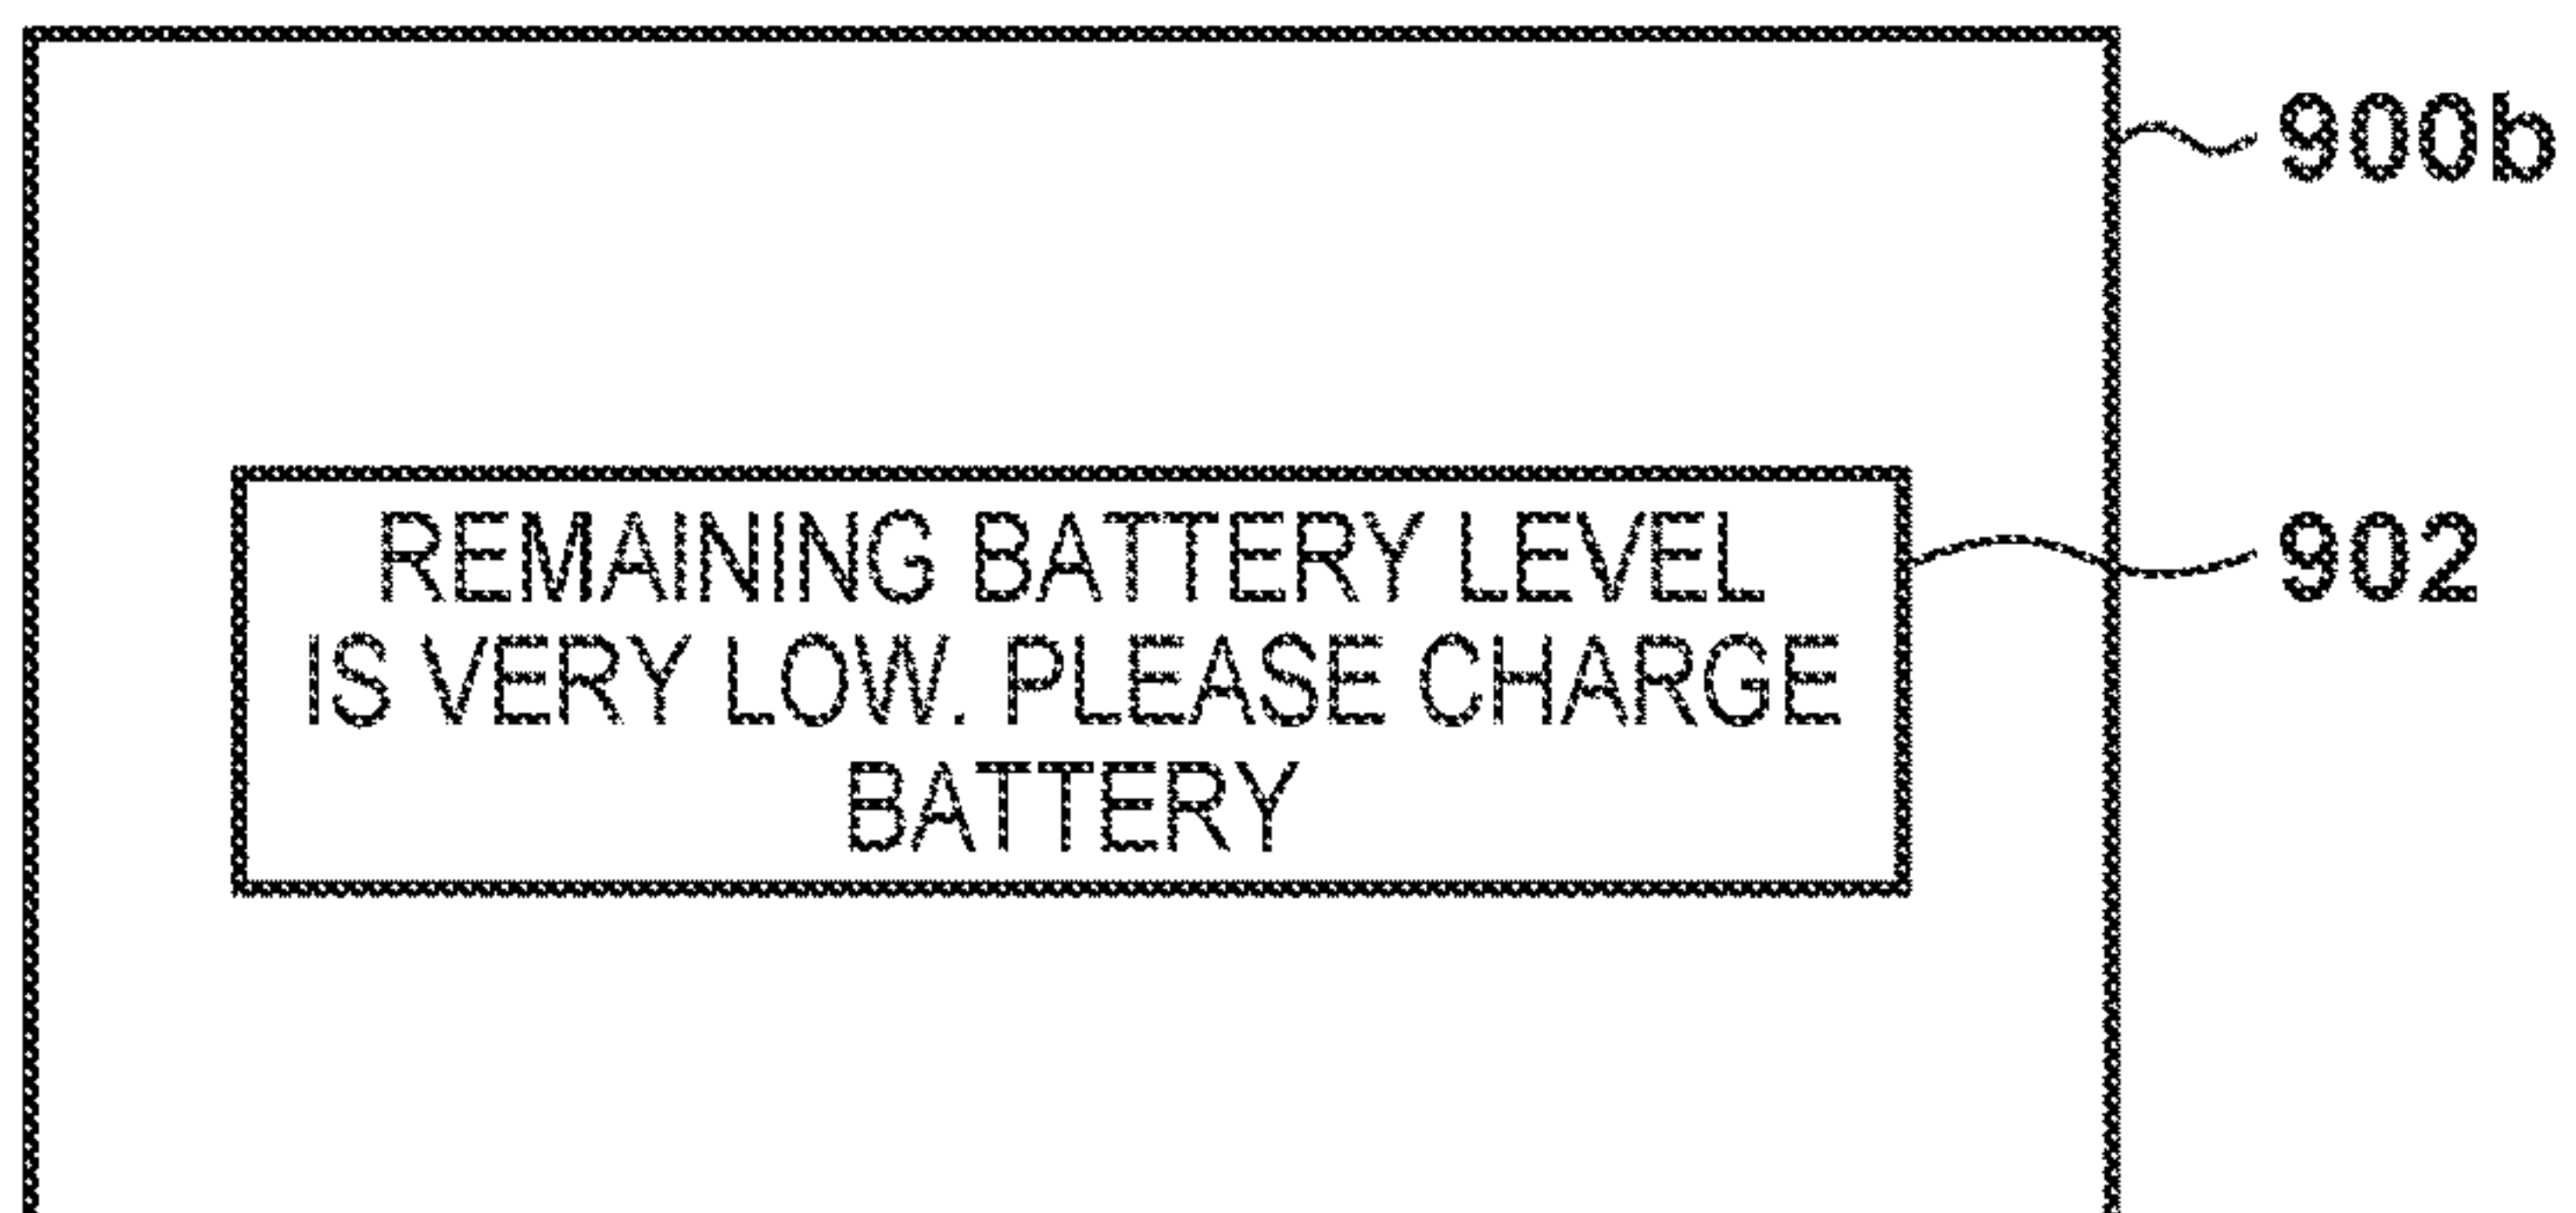 900b
REMAINING BATTERY LEVEL
902
IS VERY LOW. PLEASE CHARGE
BATTERY